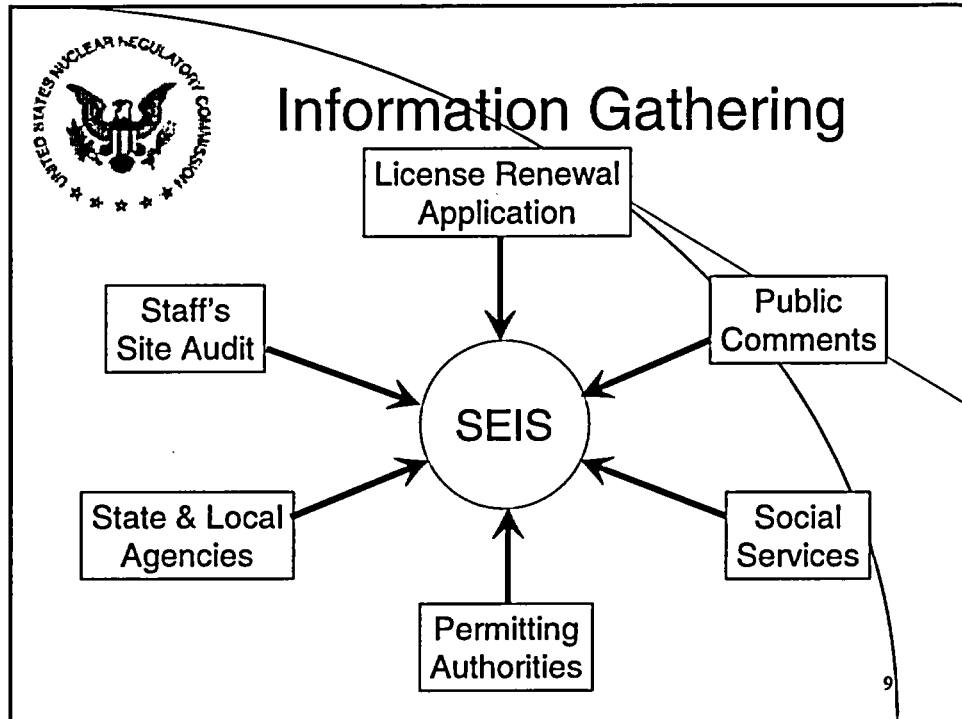 UNITED STATES NUCLEAR REGULATORY COMMISSION
Information Gathering
License Renewal
Application
Staff's
Site Audit
Public
Comments
SEIS
State & Local
Agencies
Social
Services
Permitting
Authorities
9